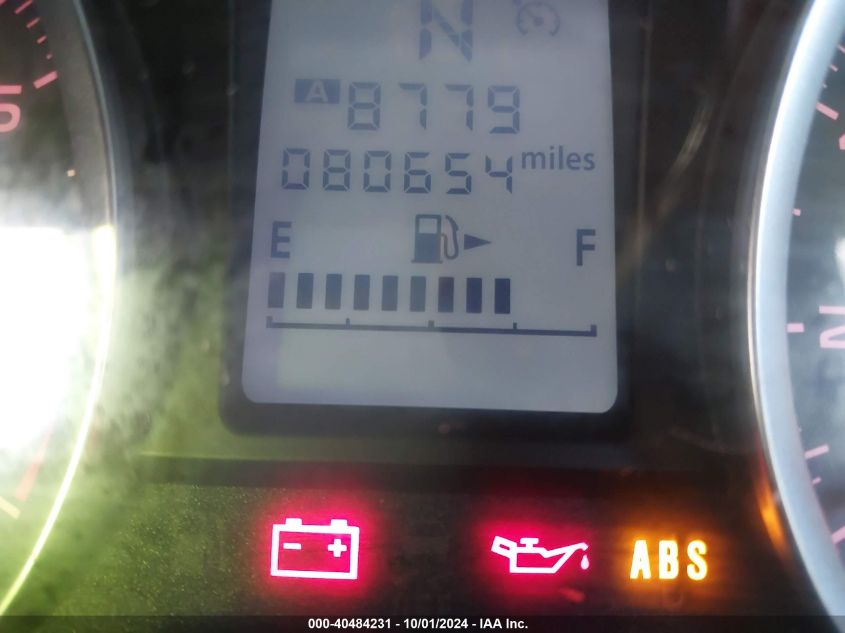 N
A 8779
080654 miles
E F
ABS
000-40484231 - 10/01/2024 - IAA Inc.